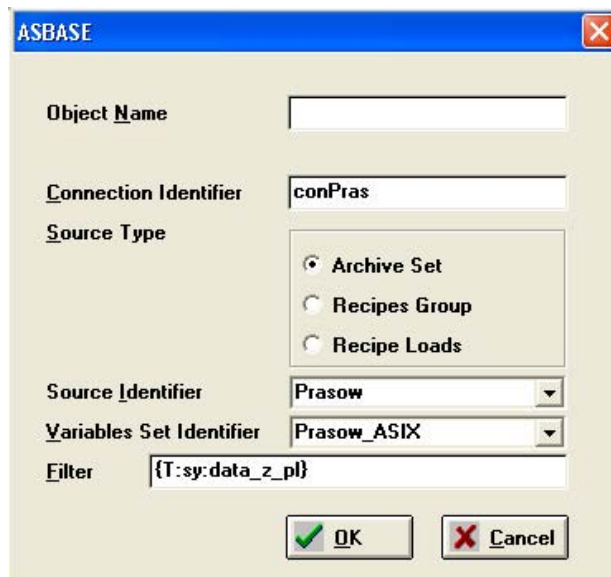 ASBASE
Object Name
Connection Identifier conPras
Source Type
Archive Set
Recipes Group
Recipe Loads
Source Identifier Prasow
Variables Set Identifier Prasow_ASIX
Filter {T:sy:data_z_pl}
OK Cancel